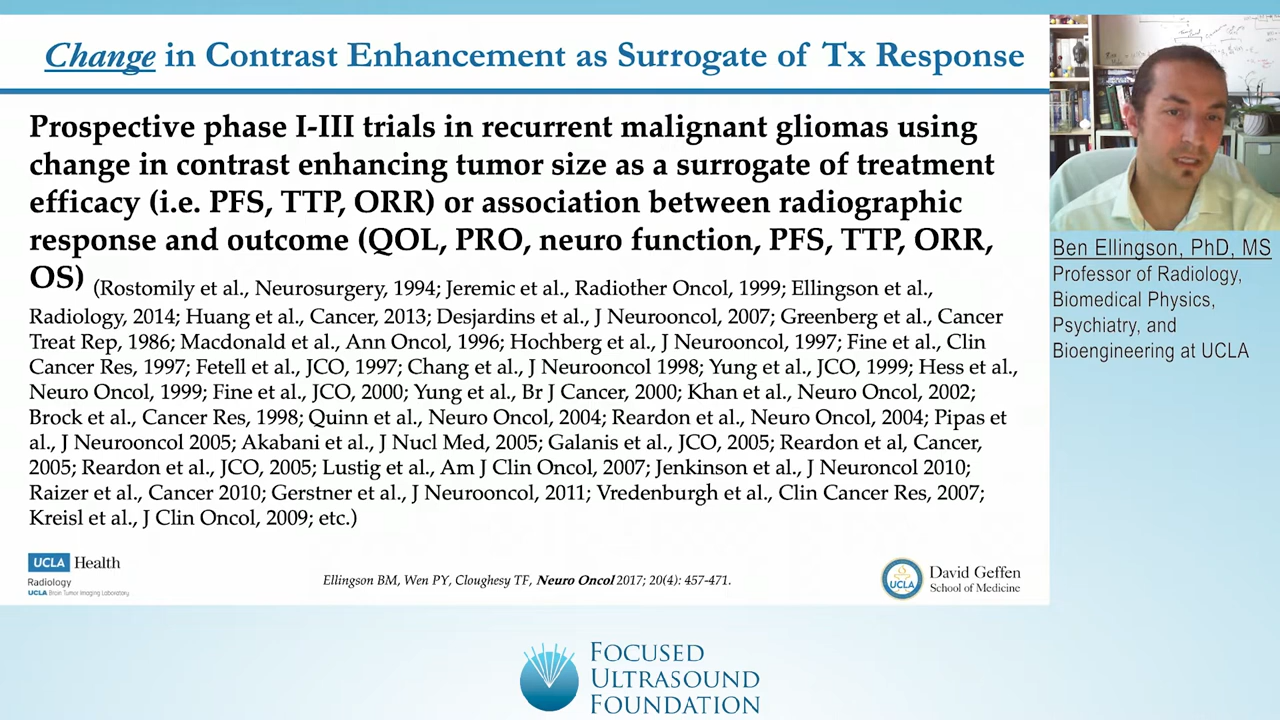 Change in Contrast Enhancement as Surrogate of Tx Response
Prospective phase I-III trials in recurrent malignant gliomas using
change in contrast enhancing tumor size as a surrogate of treatment
efficacy (i.e. PFS, TTP, ORR) or association between radiographic
response and outcome (QOL, PRO, neuro function, PFS, TTP, ORR,
OS) (Rostomily et al., Neurosurgery, 1994; Jeremic et al., Radiother Oncol, 1999; Ellingson et al.,
Radiology, 2014; Huang et al., Cancer, 2013; Desjardins et al., J Neurooncol, 2007; Greenberg et al., Cancer
Treat Rep, 1986; Macdonald et al., Ann Oncol, 1996; Hochberg et al., J Neurooncol, 1997; Fine et al., Clin
Cancer Res, 1997; Fetell et al., JCO, 1997; Chang et al., J Neurooncol 1998; Yung et al., JCO, 1999; Hess et al.,
Neuro Oncol, 1999; Fine et al., JCO, 2000; Yung et al., Br J Cancer, 2000; Khan et al., Neuro Oncol, 2002;
Brock et al., Cancer Res, 1998; Quinn et al., Neuro Oncol, 2004; Reardon et al., Neuro Oncol, 2004; Pipas et
al., J Neurooncol 2005; Akabani et al., J Nucl Med, 2005; Galanis et al., JCO, 2005; Reardon et al, Cancer,
2005; Reardon et al., JCO, 2005; Lustig et al., Am J Clin Oncol, 2007; Jenkinson et al., J Neuroncol 2010;
Raizer et al., Cancer 2010; Gerstner et al., J Neurooncol, 2011; Vredenburgh et al., Clin Cancer Res, 2007;
Kreisl et al., J Clin Oncol, 2009; etc.)
UCLA Health
Radiology
UCLA Brain Tumor Imaging Laboratory
Ellingson BM, Wen PY, Cloughesy TF, Neuro Oncol 2017; 20(4): 457-471.
UCLA
David Geffen
School of Medicine
Ben Ellingson, PhD, MS
Professor of Radiology,
Biomedical Physics,
Psychiatry, and
Bioengineering at UCLA
FOCUSED
ULTRASOUND
FOUNDATION